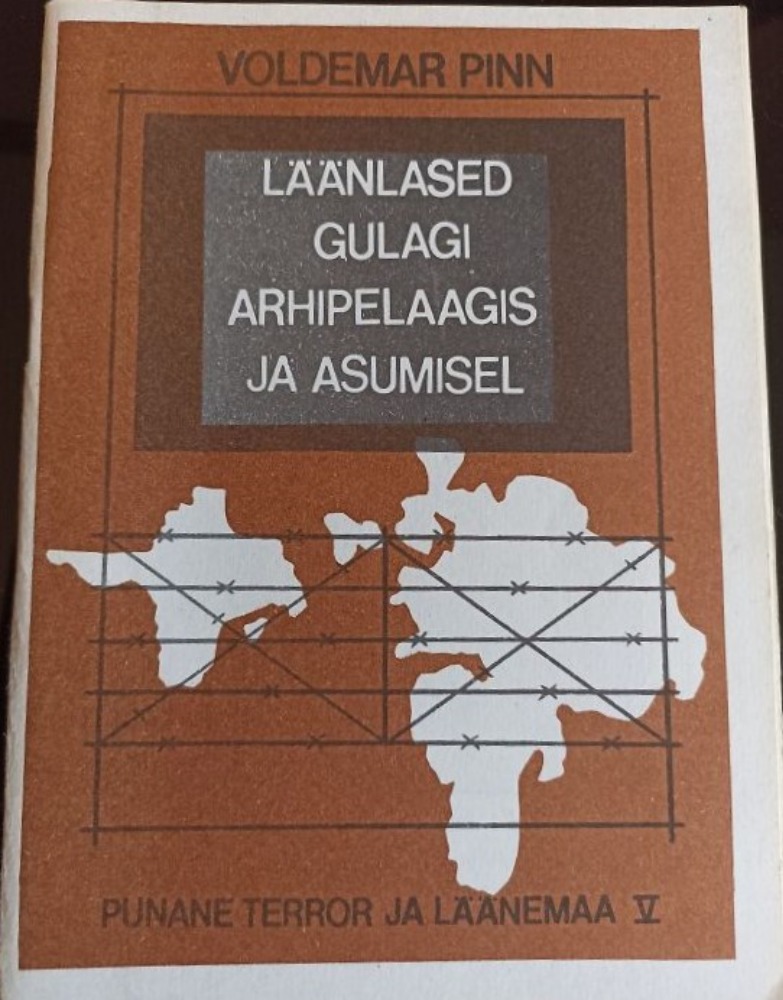 VOLDEMAR PINN
LÄÄNLASED
GULAGI
ARHIPELAAGIS
JA ASUMISEL
PUNANE TERROR JA LÄÄNEMAA V